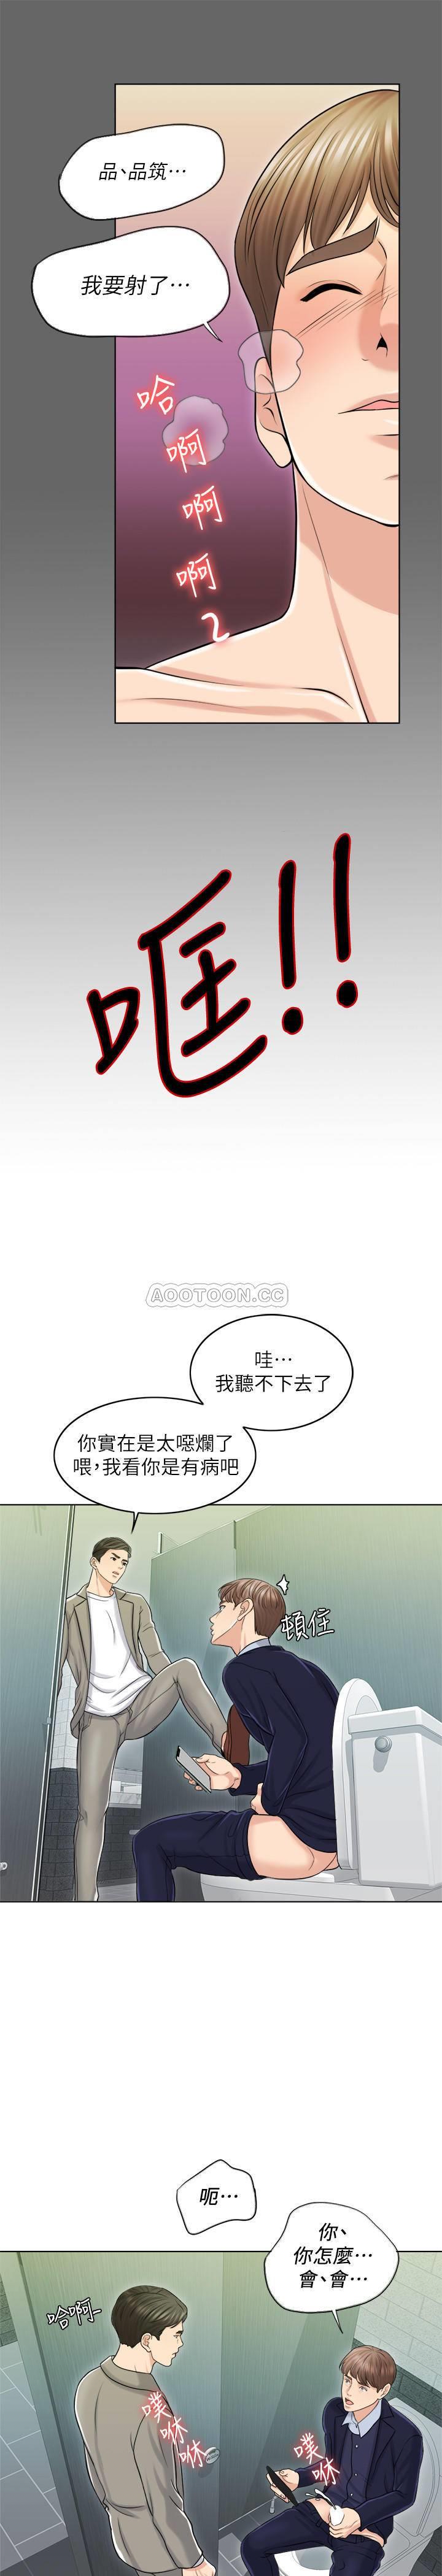 品、品筑…
我要射了…
哈
啊
啊
啊
哐!!
AOOTOON.CC
哇…
我聽不下去了
你實在是太噁爛了
喂,我看你是有病吧
頓住
呃…
你、
你怎麼…
會、會…
哈啊~
噗
咻
咻
噗
咻